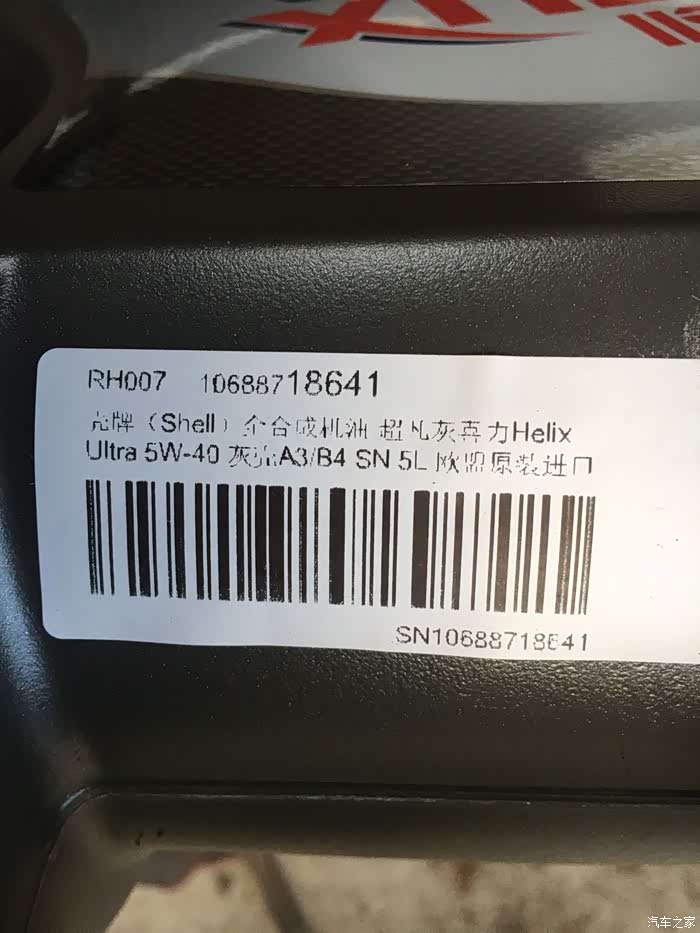 RH007 10688718641
壳牌（Shell）全合成机油 超凡灰喜力Helix
Ultra 5W-40 灰壳A3/B4 SN 5L 欧盟原装进口
SN10688718641
汽车之家